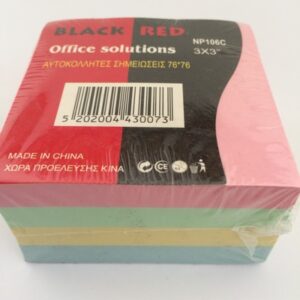 BLACK RED
Office solutions
NP106C
3X3"
ΑΥΤΟΚΟΛΛΗΤΕΣ ΣΗΜΕΙΩΣΕΙΣ 76*76
5 202004 430073
MADE IN CHINA
ΧΩΡΑ ΠΡΟΕΛΕΥΣΗΣ ΚΙΝΑ
CE